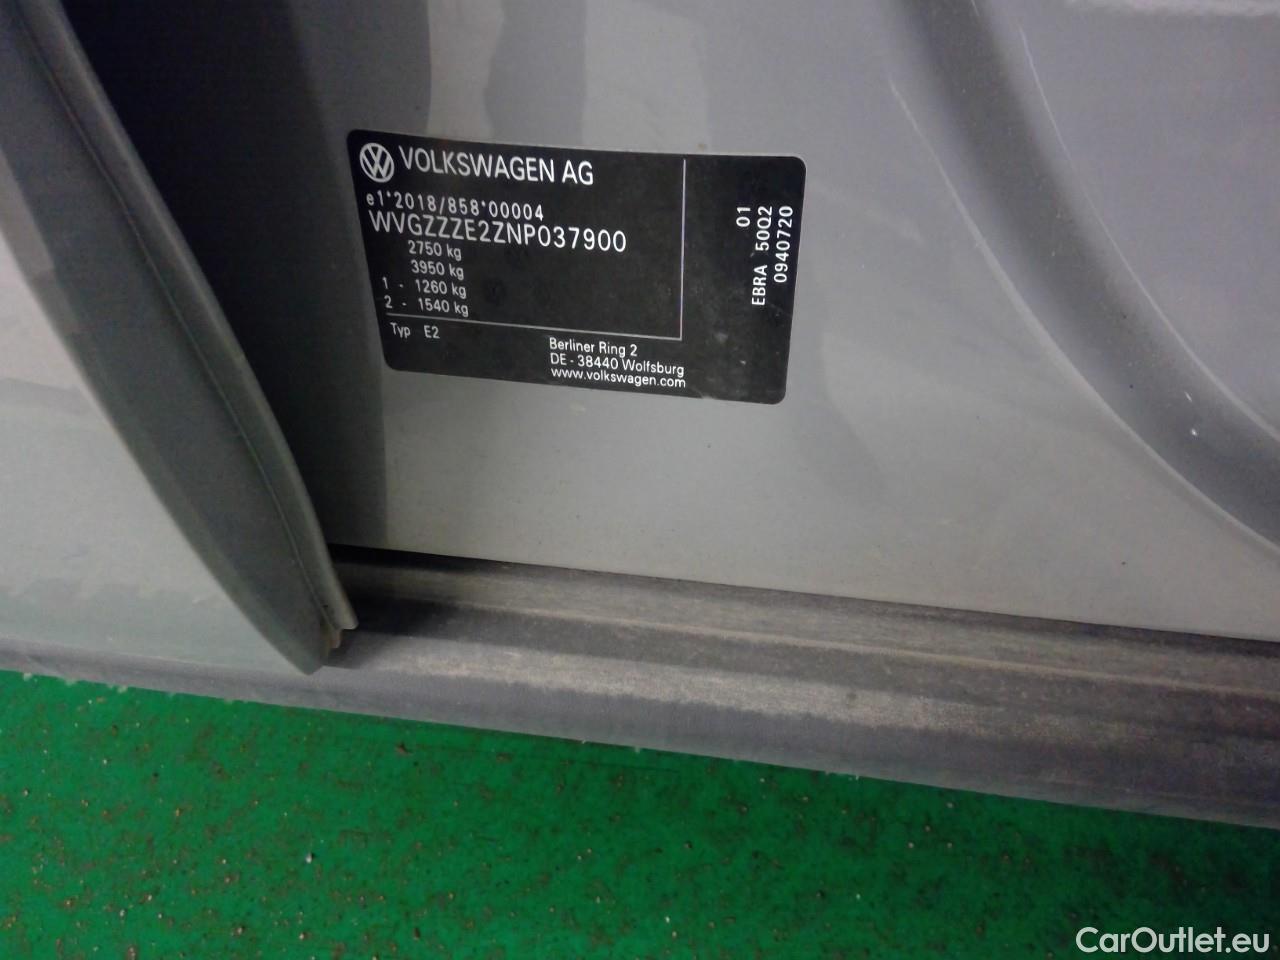 VOLKSWAGEN AG
e1*2018/858*00004
WVGZZZE2ZNP037900
2750 kg
3950 kg
1 - 1260 kg
2 - 1540 kg
Typ E2
Berliner Ring 2
DE - 38440 Wolfsburg
www.volkswagen.com
01
EBRA 50Q2
0940720
CarOutlet.eu